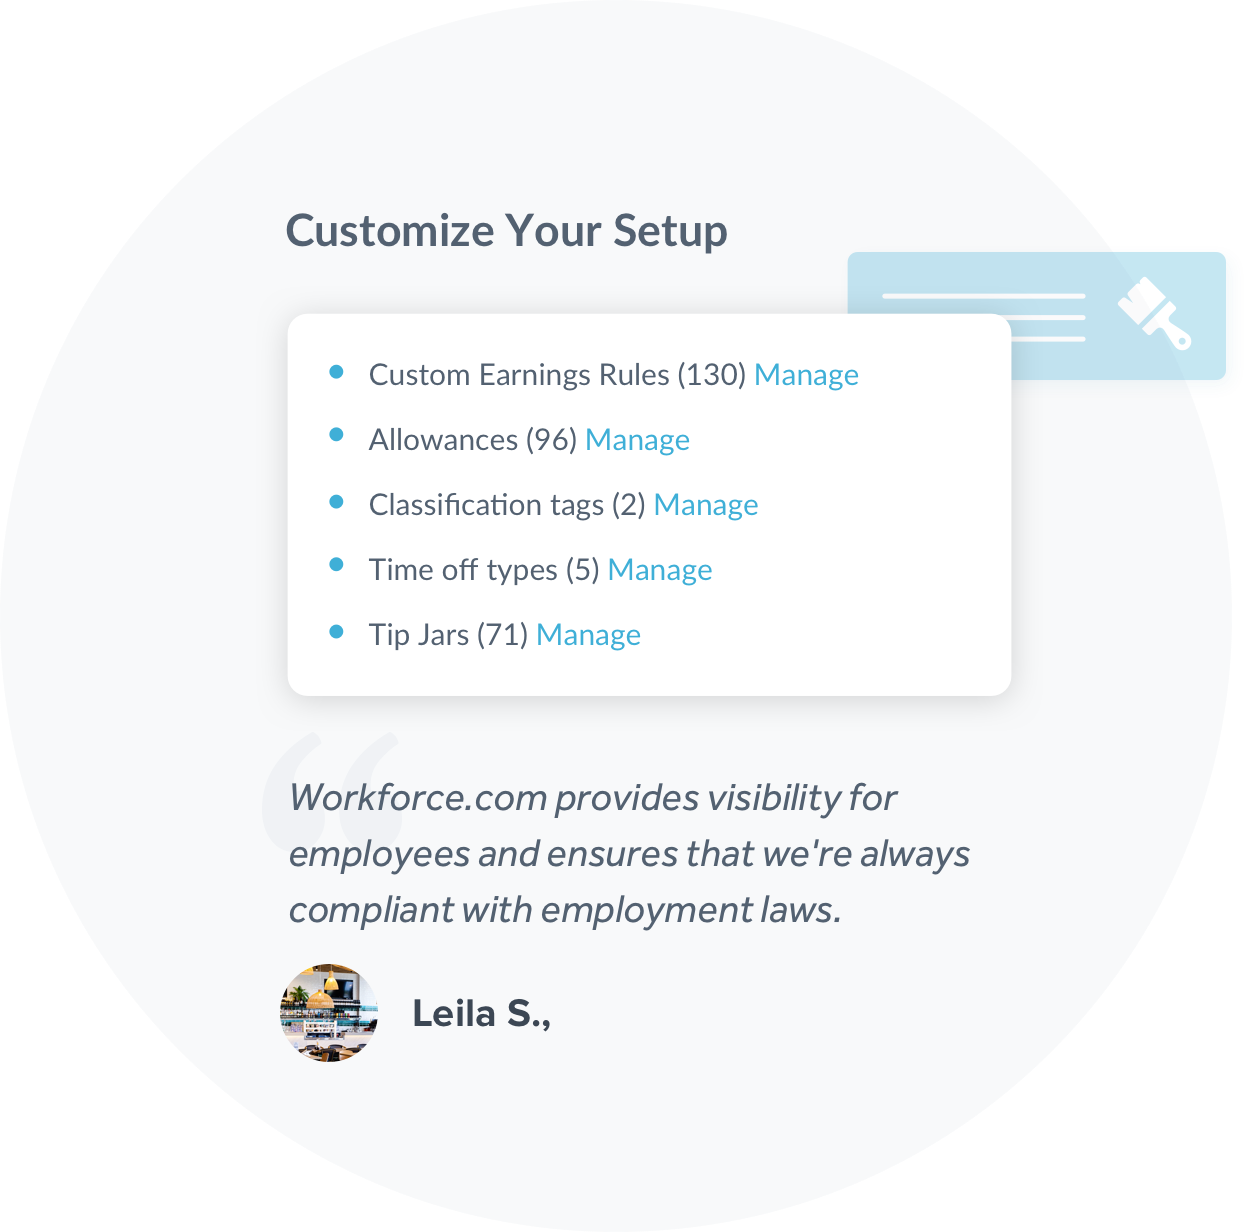 Customize Your Setup
Custom Earnings Rules (130) Manage
Allowances (96) Manage
Classification tags (2) Manage
Time off types (5) Manage
Tip Jars (71) Manage
“
Workforce.com provides visibility for
employees and ensures that we're always
compliant with employment laws.
Leila S.,